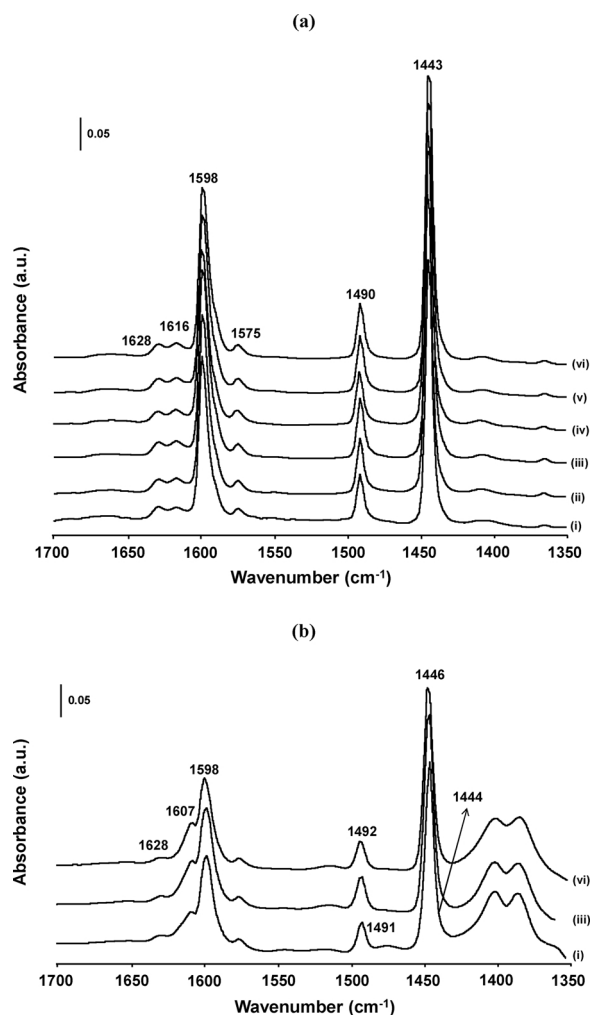 (a)
1443
0.05
1598
1490
1628
1616
1575
Absorbance (a.u.)
(vi)
(v)
(iv)
(iii)
(ii)
(i)
1700 1650 1600 1550 1500 1450 1400 1350
Wavenumber (cm-1)
(b)
1446
0.05
1598
1444
1607
1492
1628
1491
Absorbance (a.u.)
(vi)
(iii)
(i)
1700 1650 1600 1550 1500 1450 1400 1350
Wavenumber (cm-1)